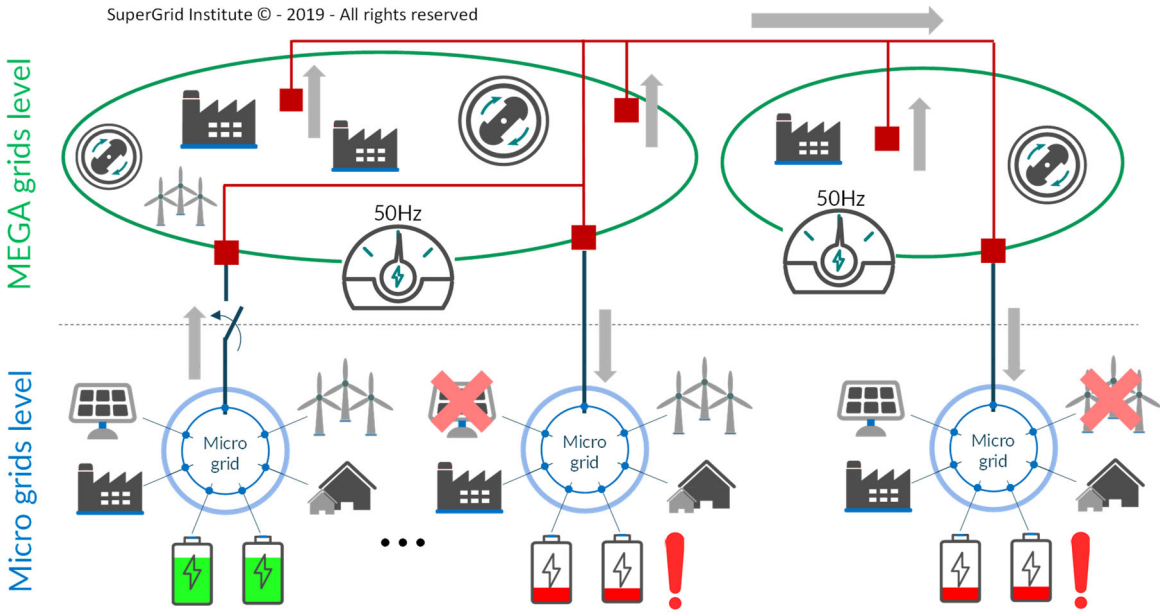 SuperGrid Institute © - 2019 - All rights reserved
MEGA grids level
50Hz
50Hz
Micro grids level
Micro
grid
Micro
grid
Micro
grid